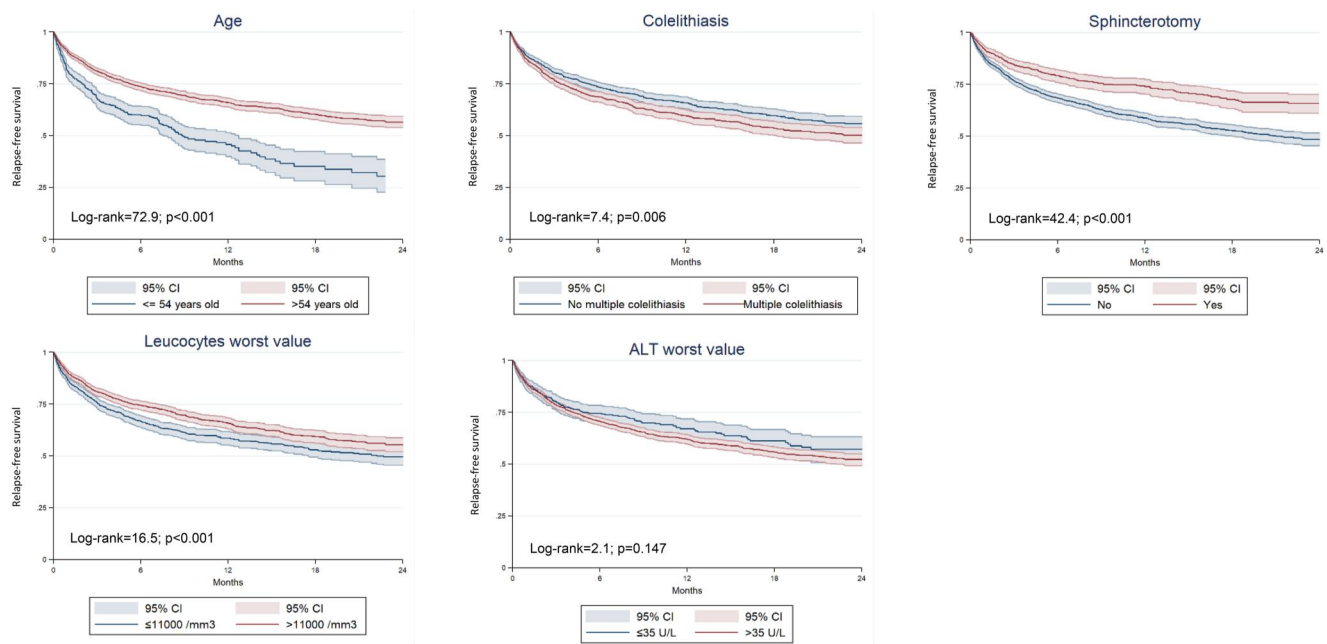 Age
1
.75
.5
.25
0
Relapse-free survival
Log-rank=72.9; p<0.001
0 6 12 18 24
Months
95% CI 95% CI
<= 54 years old >54 years old
Colelithiasis
1
.75
.5
.25
0
Relapse-free survival
Log-rank=7.4; p=0.006
0 6 12 18 24
Months
95% CI 95% CI
No multiple colelithiasis Multiple colelithiasis
Sphincterotomy
1
.75
.5
.25
0
Relapse-free survival
Log-rank=42.4; p<0.001
0 6 12 18 24
Months
95% CI 95% CI
No Yes
Leucocytes worst value
1
.75
.5
.25
0
Relapse-free survival
Log-rank=16.5; p<0.001
0 6 12 18 24
Months
95% CI 95% CI
≤11000 /mm3 >11000 /mm3
ALT worst value
1
.75
.5
.25
0
Relapse-free survival
Log-rank=2.1; p=0.147
0 6 12 18 24
Months
95% CI 95% CI
≤35 U/L >35 U/L